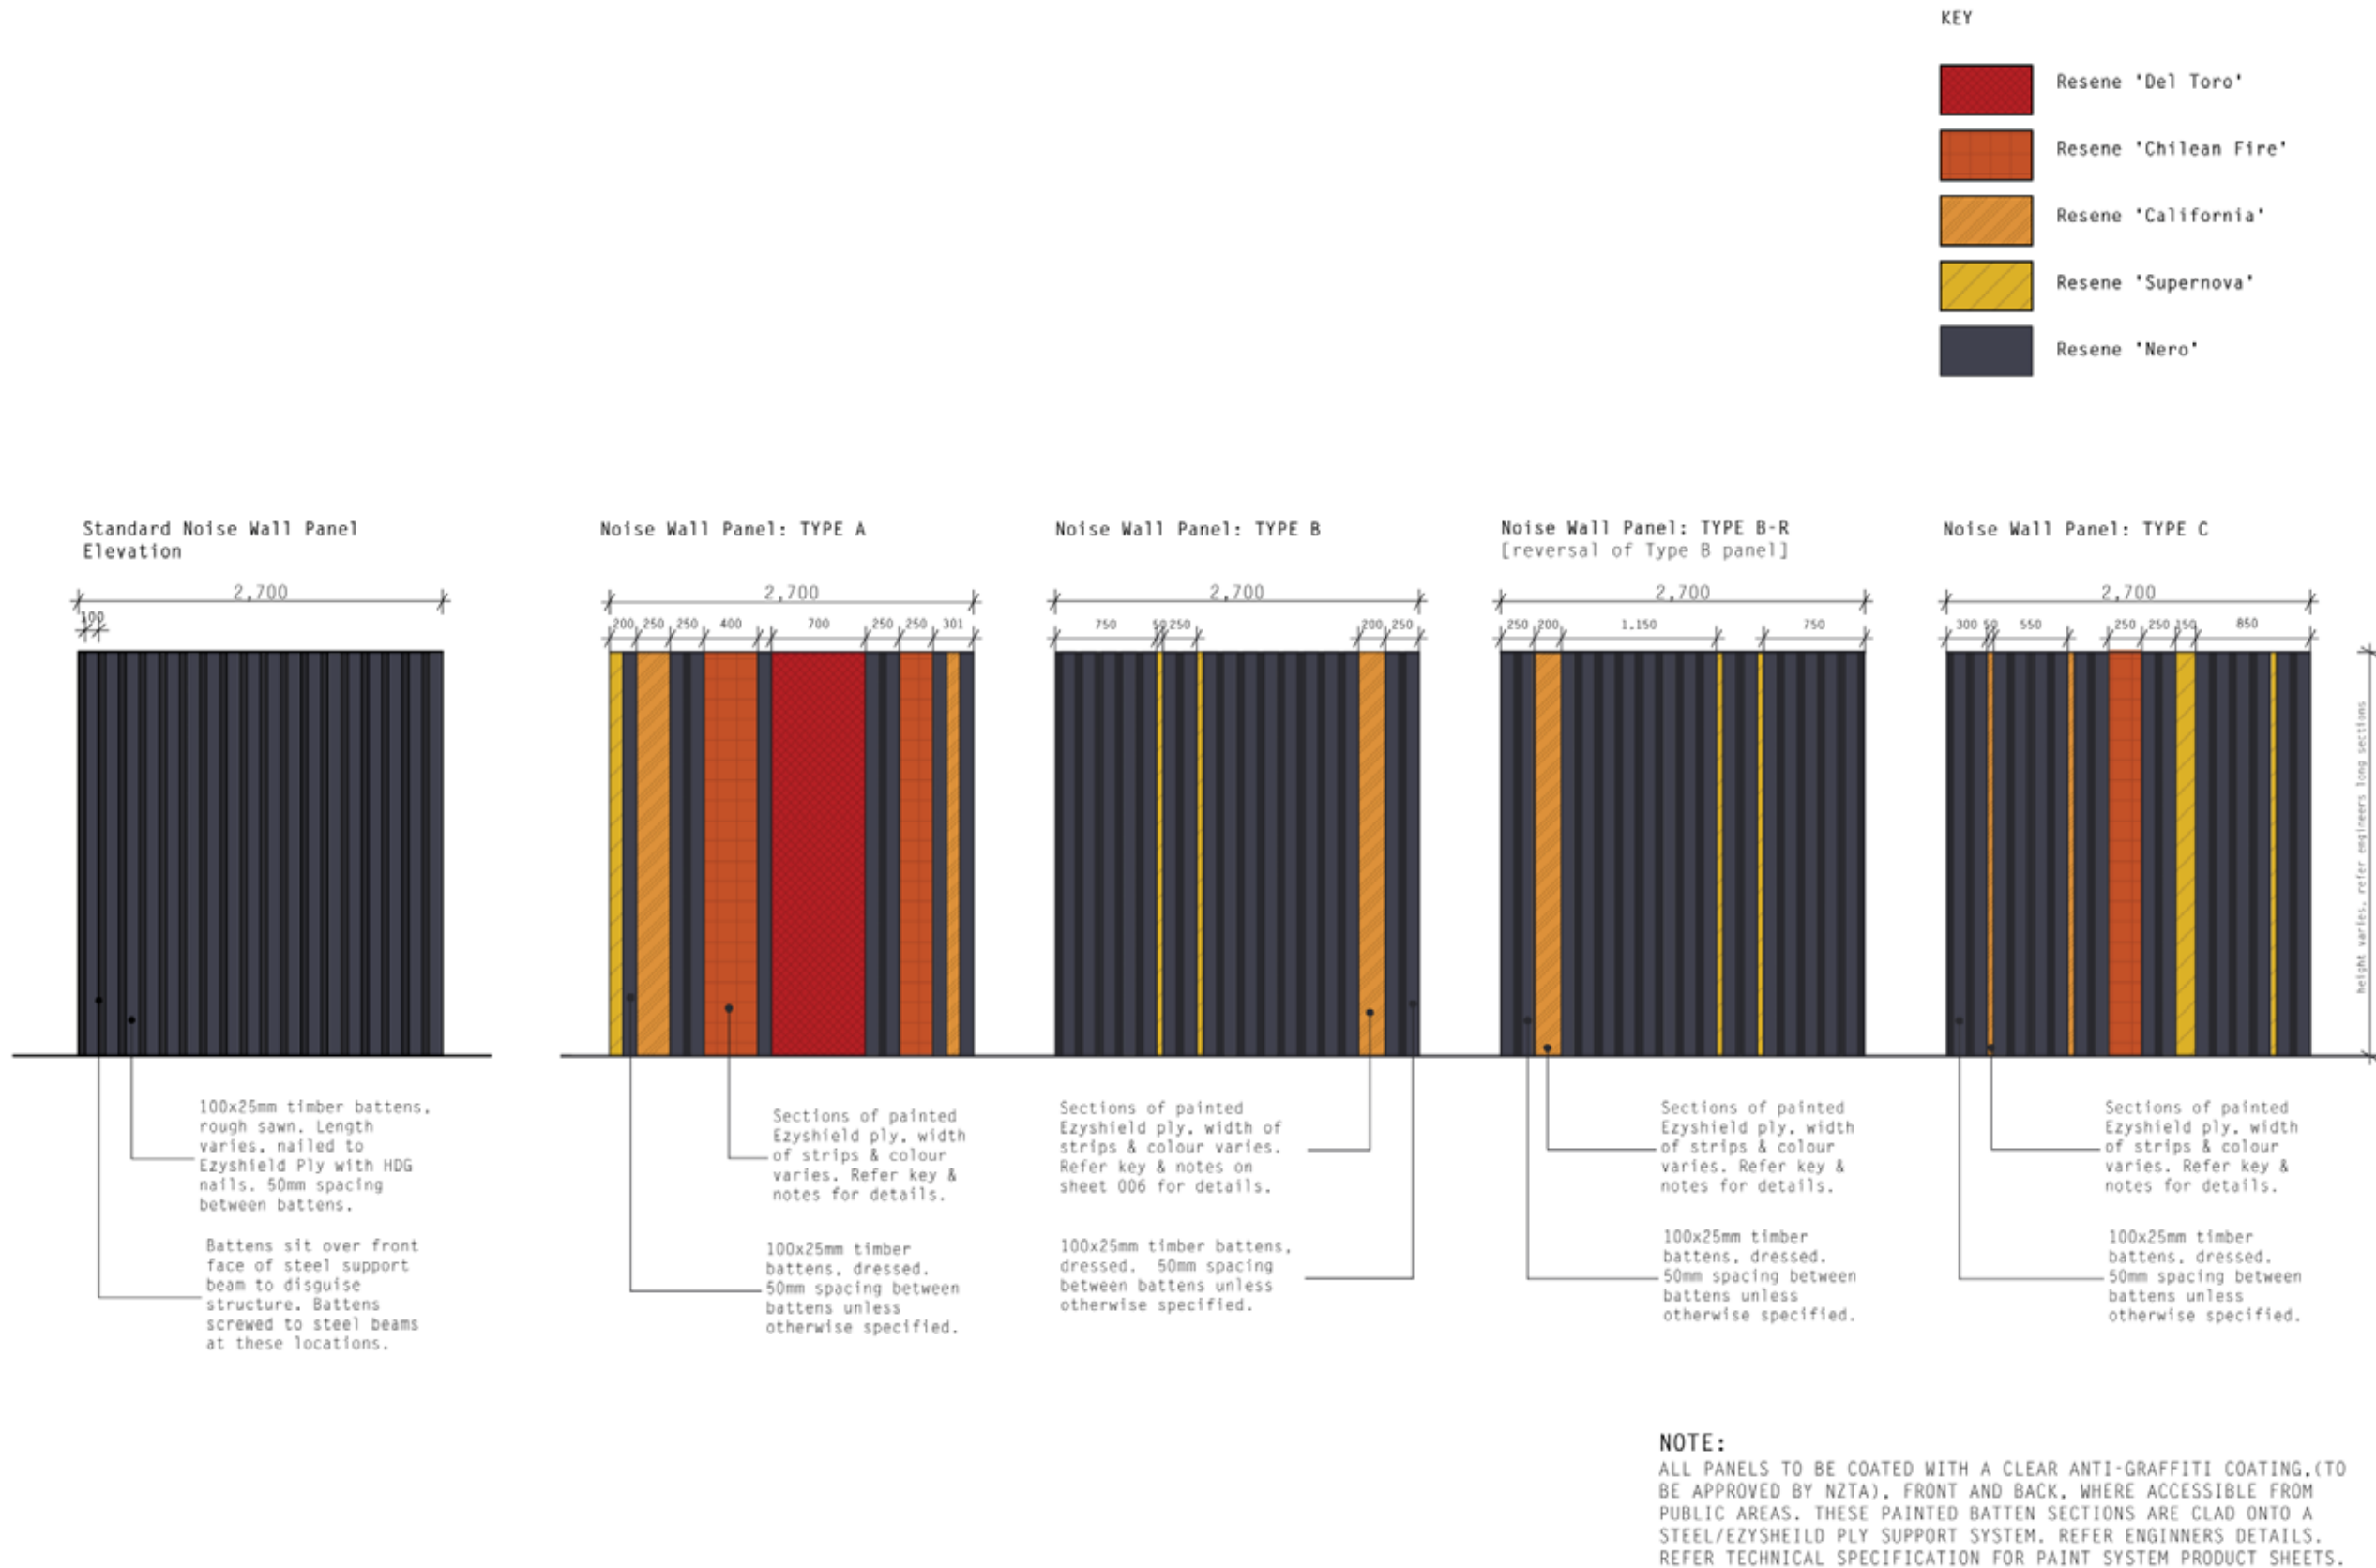 KEY
Resene 'Del Toro'
Resene 'Chilean Fire'
Resene 'California'
Resene 'Supernova'
Resene 'Nero'
Standard Noise Wall Panel
Elevation
2,700
100
100x25mm timber battens,
rough sawn. Length
varies, nailed to
Ezyshield Ply with HDG
nails. 50mm spacing
between battens.
Battens sit over front
face of steel support
beam to disguise
structure. Battens
screwed to steel beams
at these locations.
Noise Wall Panel: TYPE A
2,700
200 250 250 400 700 250 250 301
Sections of painted
Ezyshield ply, width
of strips & colour
varies. Refer key &
notes for details.
100x25mm timber
battens, dressed.
50mm spacing between
battens unless
otherwise specified.
Noise Wall Panel: TYPE B
2,700
750 50 250 200 250
Sections of painted
Ezyshield ply, width of
strips & colour varies.
Refer key & notes on
sheet 006 for details.
100x25mm timber battens,
dressed. 50mm spacing
between battens unless
otherwise specified.
Noise Wall Panel: TYPE B-R
[reversal of Type B panel]
2,700
250 200 1,150 750
Sections of painted
Ezyshield ply, width
of strips & colour
varies. Refer key &
notes for details.
100x25mm timber
battens, dressed.
50mm spacing between
battens unless
otherwise specified.
Noise Wall Panel: TYPE C
2,700
300 50 550 250 250 150 850
height varies, refer engineers long sections
Sections of painted
Ezyshield ply, width
of strips & colour
varies. Refer key &
notes for details.
100x25mm timber
battens, dressed.
50mm spacing between
battens unless
otherwise specified.
NOTE:
ALL PANELS TO BE COATED WITH A CLEAR ANTI-GRAFFITI COATING,(TO
BE APPROVED BY NZTA), FRONT AND BACK, WHERE ACCESSIBLE FROM
PUBLIC AREAS. THESE PAINTED BATTEN SECTIONS ARE CLAD ONTO A
STEEL/EZYSHEILD PLY SUPPORT SYSTEM. REFER ENGINNERS DETAILS.
REFER TECHNICAL SPECIFICATION FOR PAINT SYSTEM PRODUCT SHEETS.